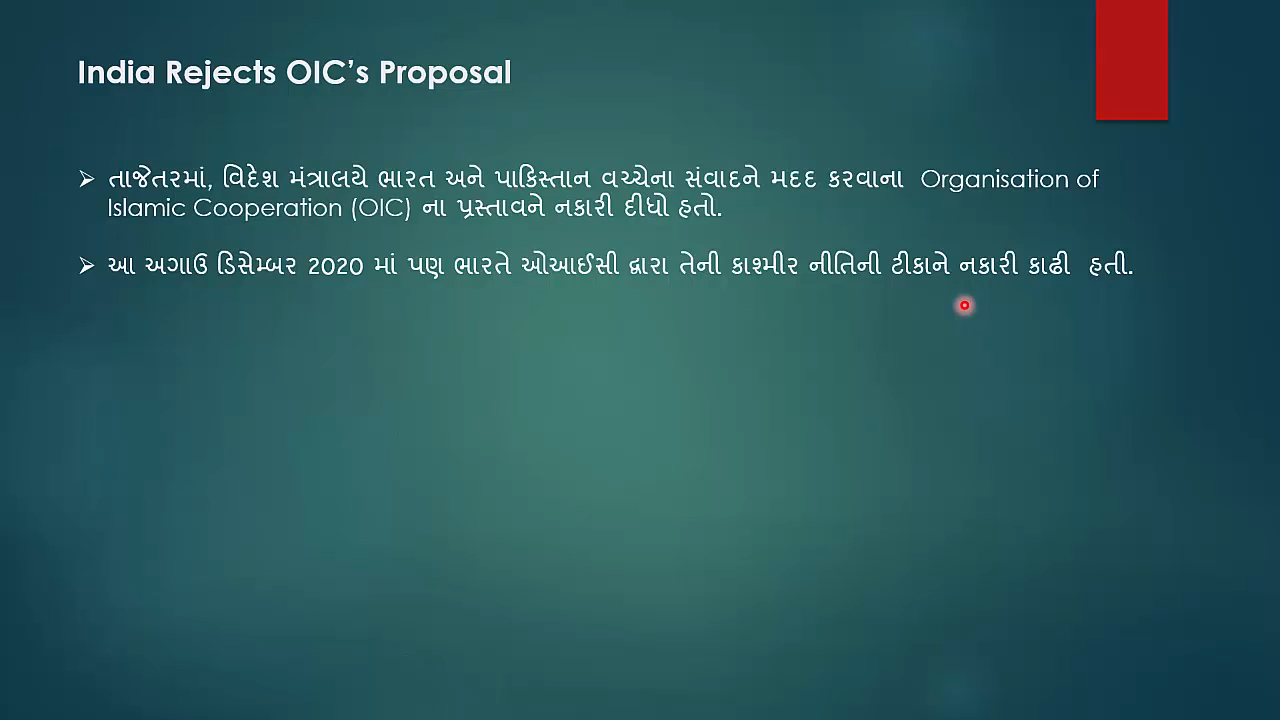 India Rejects OIC’s Proposal
➢ તાજેતરમાં, વિદેશ મંત્રાલયે ભારત અને પાકિસ્તાન વચ્ચેના સંવાદને મદદ કરવાના Organisation of
Islamic Cooperation (OIC) ના પ્રસ્તાવને નકારી દીધો હતો.
➢ આ અગાઉ ડિસેમ્બર 2020 માં પણ ભારતે ઓઆઈસી દ્વારા તેની કાશ્મીર નીતિની ટીકાને નકારી કાઢી હતી.